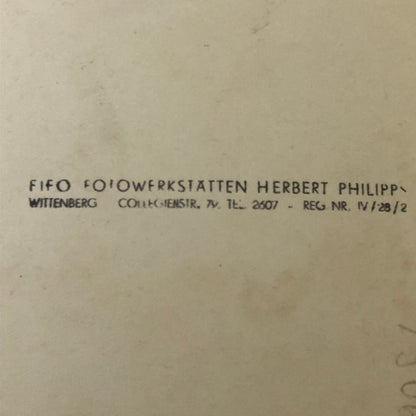 FIFO FOTOWERKSTÄTTEN HERBERT PHILIPPS
WITTENBERG COLLEGIENSTR. 79. TEL. 2607 - REG NR. IV/28/2